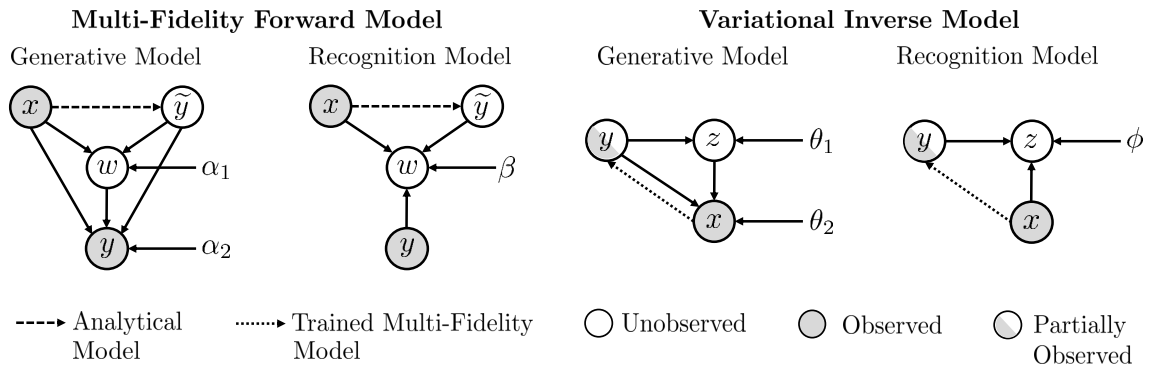 Multi-Fidelity Forward Model
Generative Model
Recognition Model
x
ỹ
w
α₁
y
α₂
x
ỹ
w
β
y
Variational Inverse Model
Generative Model
Recognition Model
y
z
θ₁
x
θ₂
y
z
ϕ
x
Analytical
Model
Trained Multi-Fidelity
Model
Unobserved
Observed
Partially
Observed